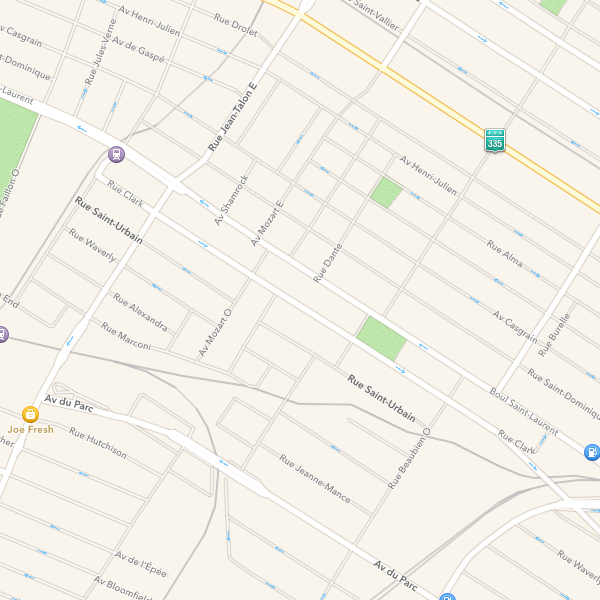 Av Henri-Julien
Rue Drolet
Saint-Vallier
Av de Gaspé
Av Casgrain
Rue Jules-Verne
t-Dominique
-Laurent
Rue Jean-Talon E
335
Av Henri-Julien
Rue Clark
Av Shamrock
Rue Saint-Urbain
Av Mozart E
Rue Waverly
Rue Dante
Rue Alma
End
Rue Alexandra
Av Mozart O
Rue Marconi
Av Casgrain
Rue Burelle
Rue Saint-Dominique
Av du Parc
Rue Saint-Urbain
Boul Saint-Laurent
Joe Fresh
Rue Hutchison
Rue Clark
Rue Beaubien O
Rue Jeanne-Mance
Av de l'Épée
Av Bloomfield
Av du Parc
Rue Waverly